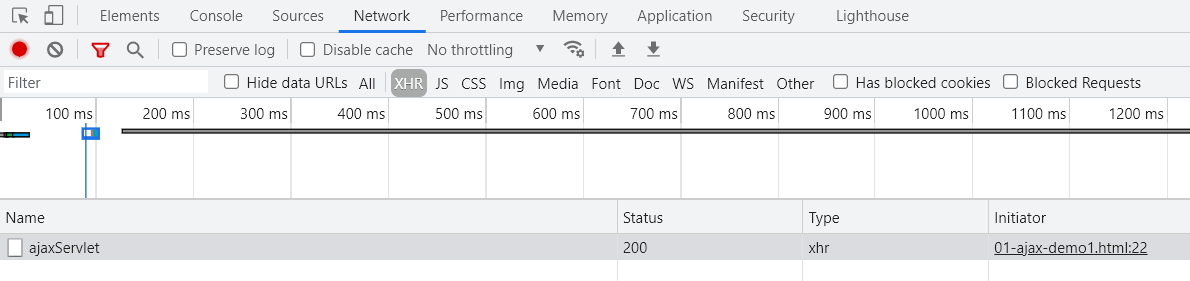 Elements Console Sources Network Performance Memory Application Security Lighthouse
Preserve log Disable cache No throttling
Filter Hide data URLs All XHR JS CSS Img Media Font Doc WS Manifest Other Has blocked cookies Blocked Requests
100 ms 200 ms 300 ms 400 ms 500 ms 600 ms 700 ms 800 ms 900 ms 1000 ms 1100 ms 1200 ms
Name Status Type Initiator
ajaxServlet 200 xhr 01-ajax-demo1.html:22